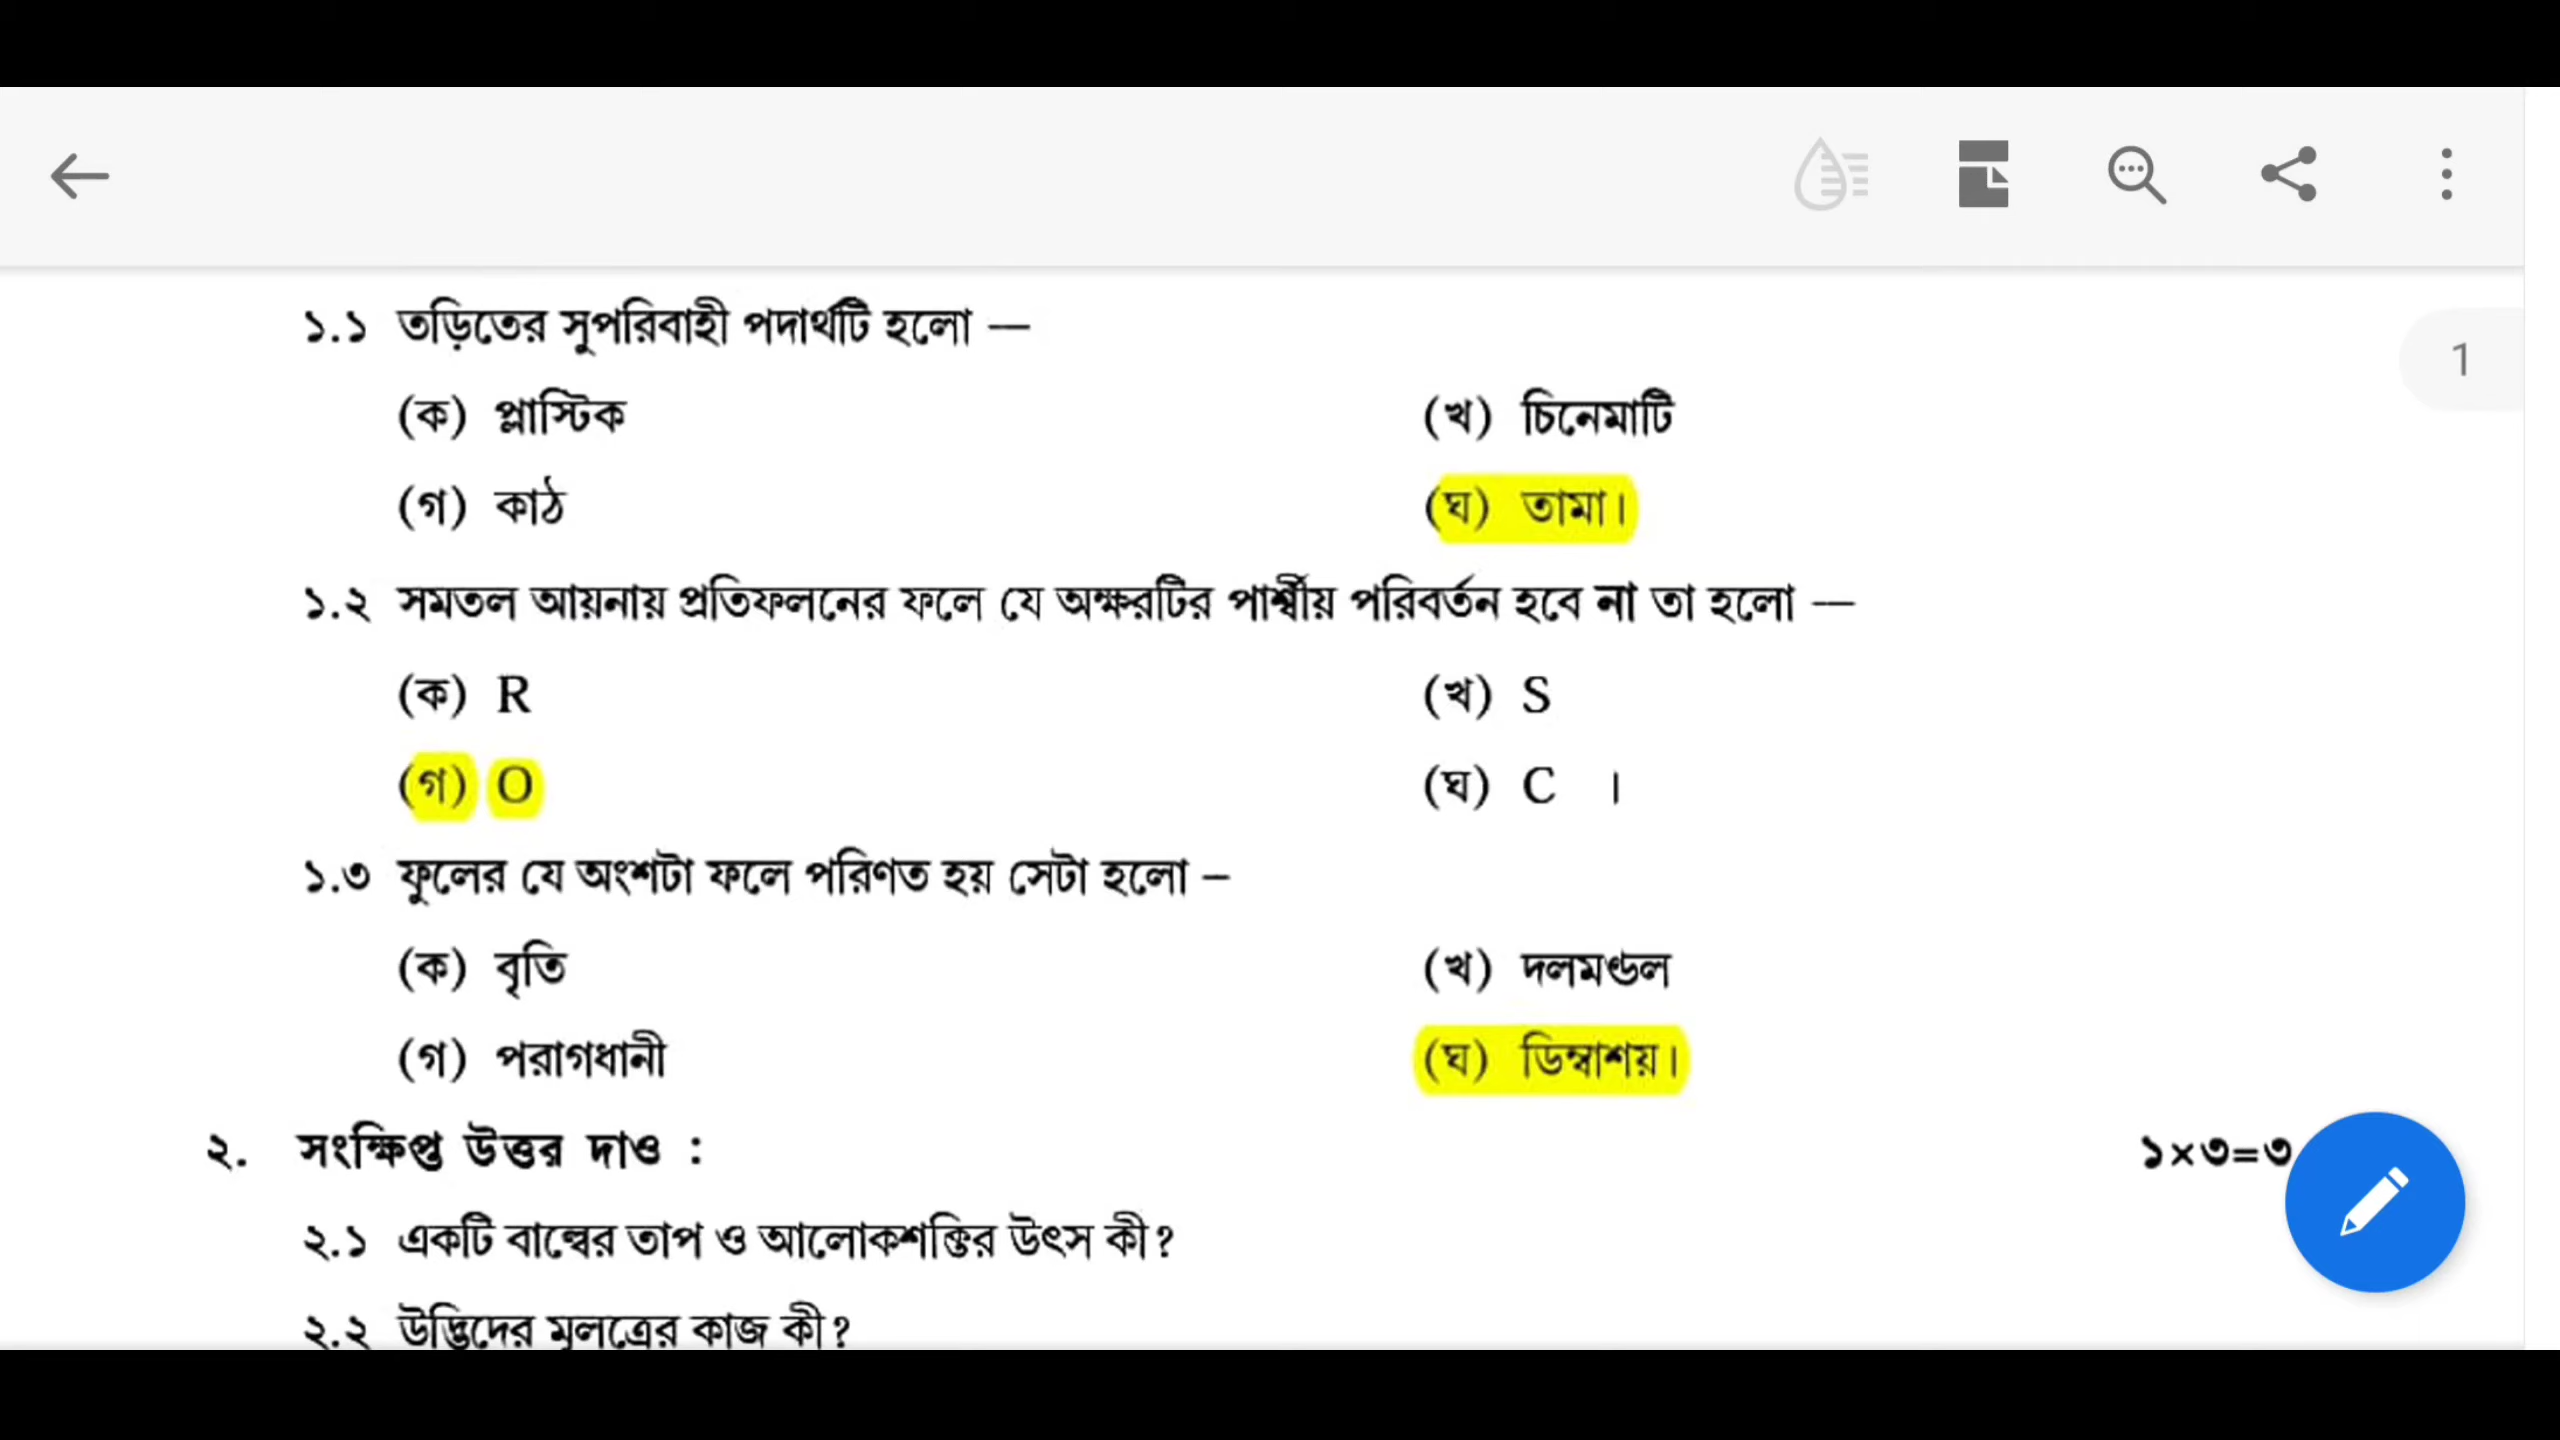 1
১.১ তড়িতের সুপরিবাহী পদার্থটি হলো —
(ক) প্লাস্টিক (খ) চিনেমাটি
(গ) কাঠ (ঘ) তামা।
১.২ সমতল আয়নায় প্রতিফলনের ফলে যে অক্ষরটির পার্শ্বীয় পরিবর্তন হবে না তা হলো —
(ক) R (খ) S
(গ) O (ঘ) C ।
১.৩ ফুলের যে অংশটা ফলে পরিণত হয় সেটা হলো –
(ক) বৃতি (খ) দলমণ্ডল
(গ) পরাগধানী (ঘ) ডিম্বাশয়।
২. সংক্ষিপ্ত উত্তর দাও : ১×৩=৩
২.১ একটি বাল্বের তাপ ও আলোকশক্তির উৎস কী?
২.২ উদ্ভিদের মূলত্রের কাজ কী?